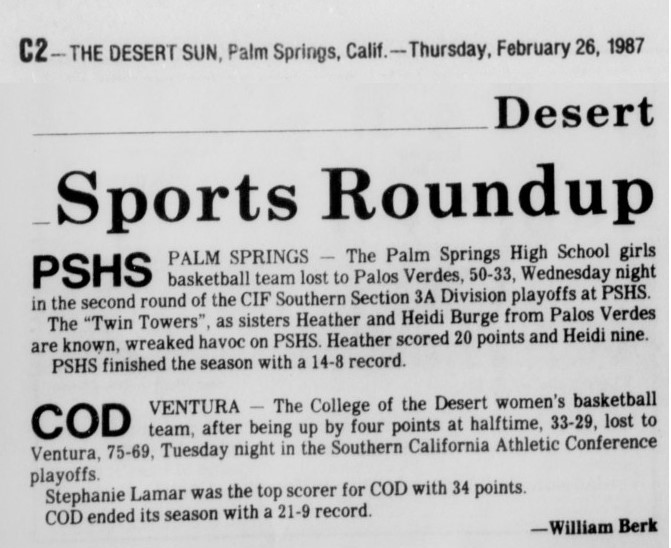 C2—THE DESERT SUN, Palm Springs, Calif.—Thursday, February 26, 1987
Desert
Sports Roundup
PSHS PALM SPRINGS — The Palm Springs High School girls
basketball team lost to Palos Verdes, 50-33, Wednesday night
in the second round of the CIF Southern Section 3A Division playoffs at PSHS.
The “Twin Towers”, as sisters Heather and Heidi Burge from Palos Verdes
are known, wreaked havoc on PSHS. Heather scored 20 points and Heidi nine.
PSHS finished the season with a 14-8 record.
COD VENTURA — The College of the Desert women's basketball
team, after being up by four points at halftime, 33-29, lost to
Ventura, 75-69, Tuesday night in the Southern California Athletic Conference
playoffs.
Stephanie Lamar was the top scorer for COD with 34 points.
COD ended its season with a 21-9 record.
—William Berk